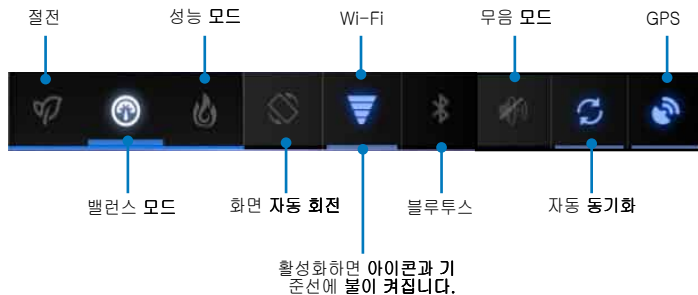 절전
성능 모드
Wi-Fi
무음 모드
GPS
밸런스 모드
화면 자동 회전
블루투스
자동 동기화
활성화하면 아이콘과 기
준선에 불이 켜집니다.